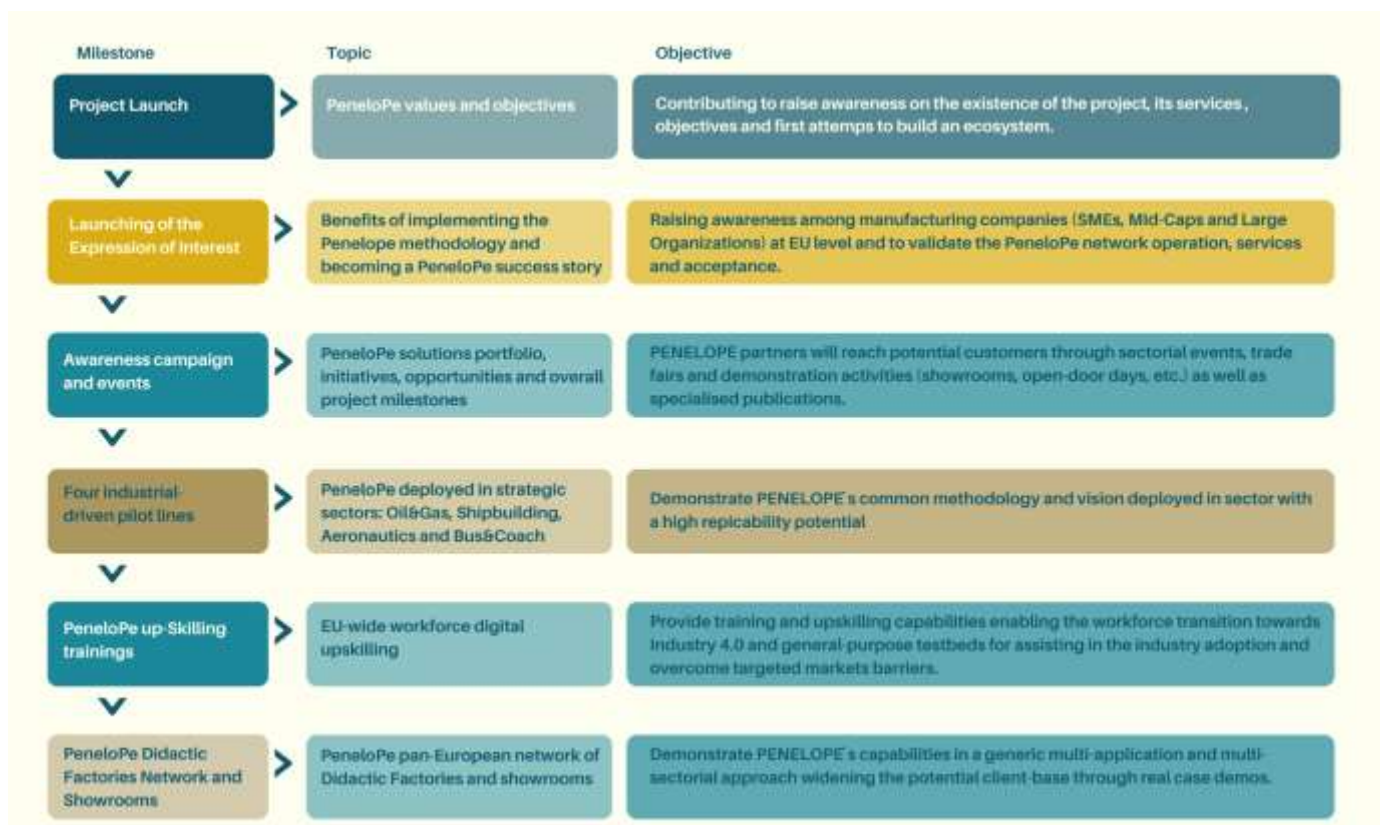 Milestone
Topic
Objective
Project Launch
PeneloPe values and objectives
Contributing to raise awareness on the existence of the project, its services,
objectives and first attemps to build an ecosystem.
Launching of the
Expression of Interest
Benefits of implementing the
Penelope methodology and
becoming a PeneloPe success story
Raising awareness among manufacturing companies (SMEs, Mid-Caps and Large
Organizations) at EU level and to validate the PeneloPe network operation, services
and acceptance.
Awareness campaign
and events
PeneloPe solutions portfolio,
initiatives, opportunities and overall
project milestones
PENELOPE partners will reach potential customers through sectorial events, trade
fairs and demonstration activities (showrooms, open-door days, etc.) as well as
specialised publications.
Four industrial-
driven pilot lines
PeneloPe deployed in strategic
sectors: Oil&Gas, Shipbuilding,
Aeronautics and Bus&Coach
Demonstrate PENELOPE´s common methodology and vision deployed in sector with
a high repicability potential
PeneloPe up-Skilling
trainings
EU-wide workforce digital
upskilling
Provide training and upskilling capabilities enabling the workforce transition towards
Industry 4.0 and general-purpose testbeds for assisting in the industry adoption and
overcome targeted markets barriers.
PeneloPe Didactic
Factories Network and
Showrooms
PeneloPe pan-European network of
Didactic Factories and showrooms
Demonstrate PENELOPE´s capabilities in a generic multi-application and multi-
sectorial approach widening the potential client-base through real case demos.